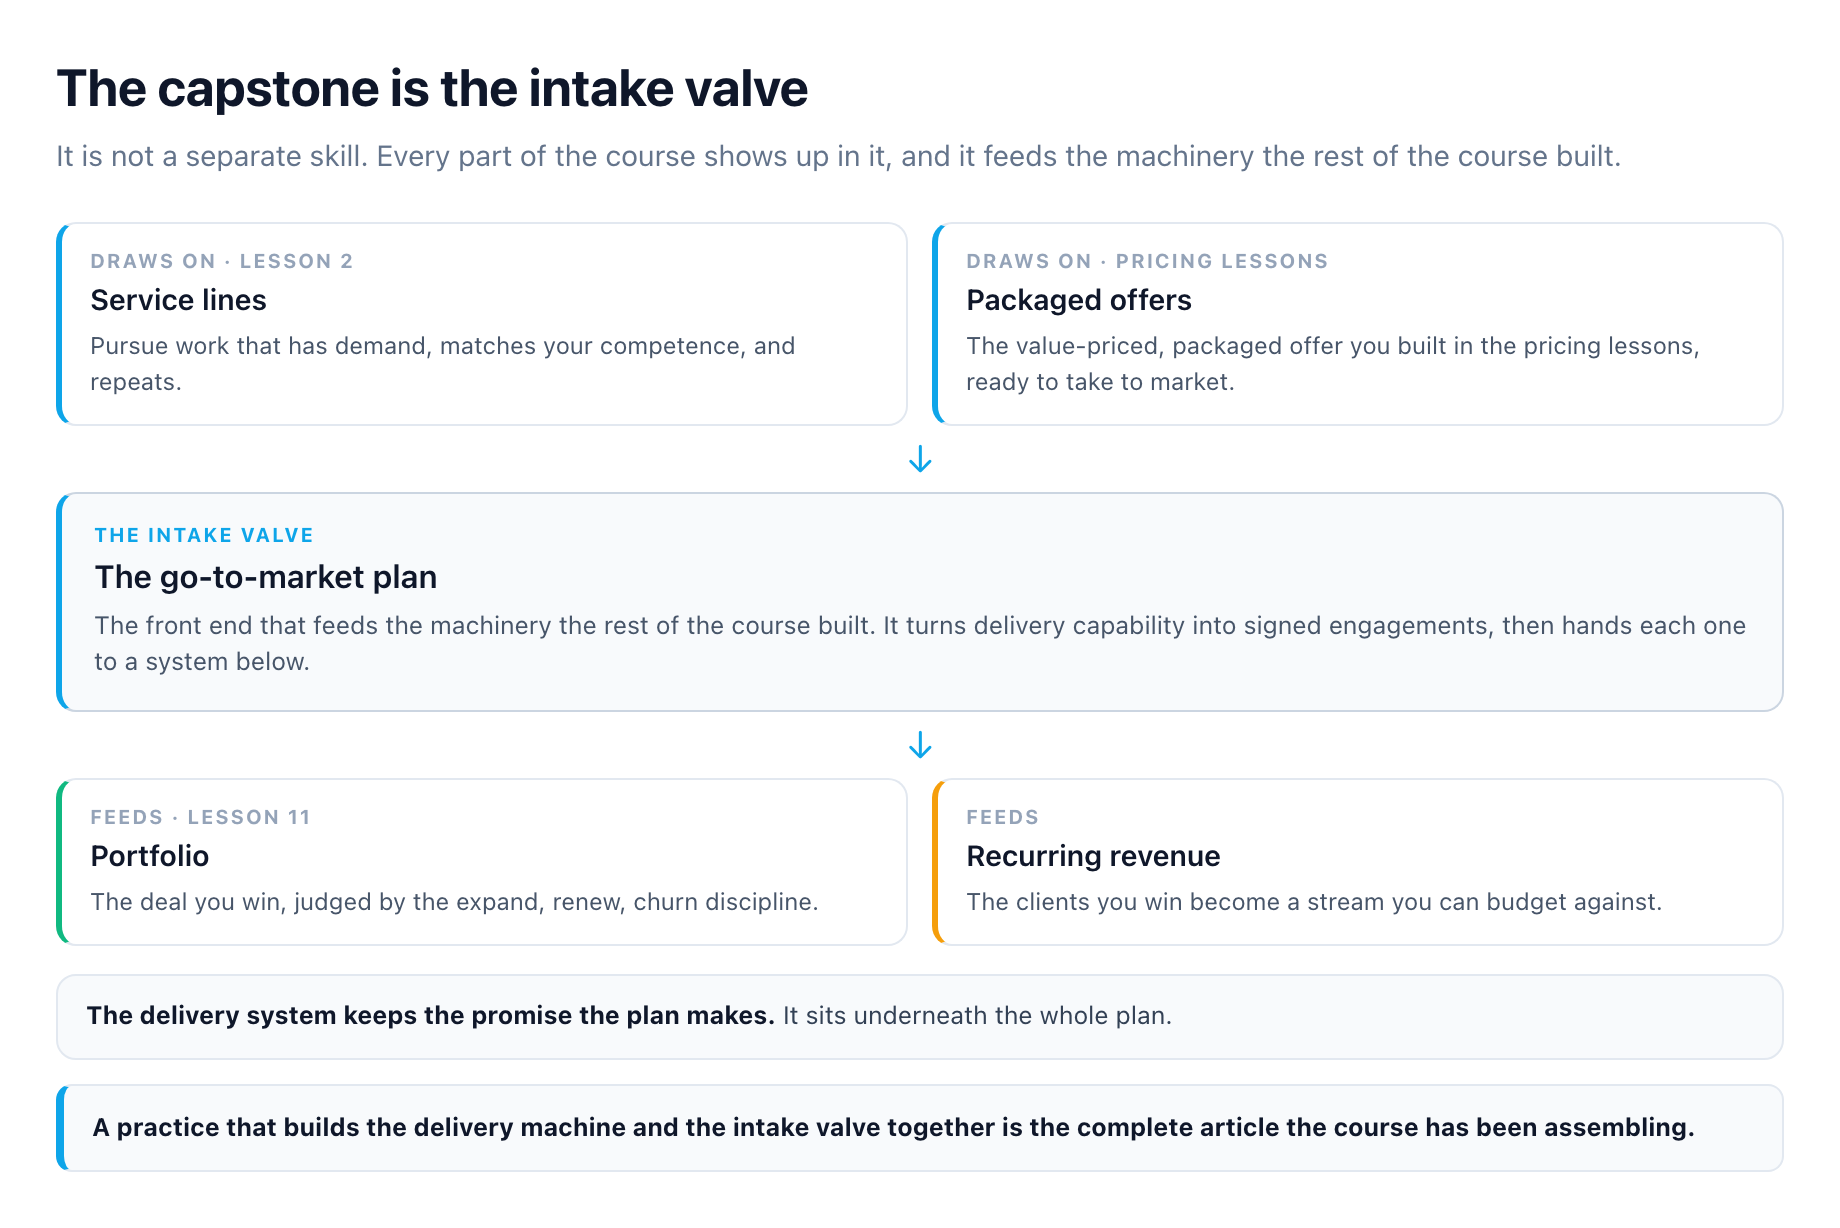 The capstone is the intake valve
It is not a separate skill. Every part of the course shows up in it, and it feeds the machinery the rest of the course built.
DRAWS ON · LESSON 2
Service lines
Pursue work that has demand, matches your competence, and
repeats.
DRAWS ON · PRICING LESSONS
Packaged offers
The value-priced, packaged offer you built in the pricing lessons,
ready to take to market.
THE INTAKE VALVE
The go-to-market plan
The front end that feeds the machinery the rest of the course built. It turns delivery capability into signed engagements, then hands each one
to a system below.
FEEDS · LESSON 11
Portfolio
The deal you win, judged by the expand, renew, churn discipline.
FEEDS
Recurring revenue
The clients you win become a stream you can budget against.
The delivery system keeps the promise the plan makes. It sits underneath the whole plan.
A practice that builds the delivery machine and the intake valve together is the complete article the course has been assembling.